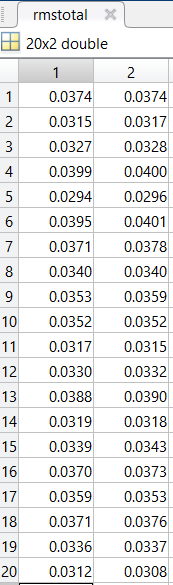 rmstotal
20x2 double
1 2
1 0.0374 0.0374
2 0.0315 0.0317
3 0.0327 0.0328
4 0.0399 0.0400
5 0.0294 0.0296
6 0.0395 0.0401
7 0.0371 0.0378
8 0.0340 0.0340
9 0.0353 0.0359
10 0.0352 0.0352
11 0.0317 0.0315
12 0.0330 0.0332
13 0.0388 0.0390
14 0.0319 0.0318
15 0.0339 0.0343
16 0.0370 0.0373
17 0.0359 0.0353
18 0.0371 0.0376
19 0.0336 0.0337
20 0.0312 0.0308